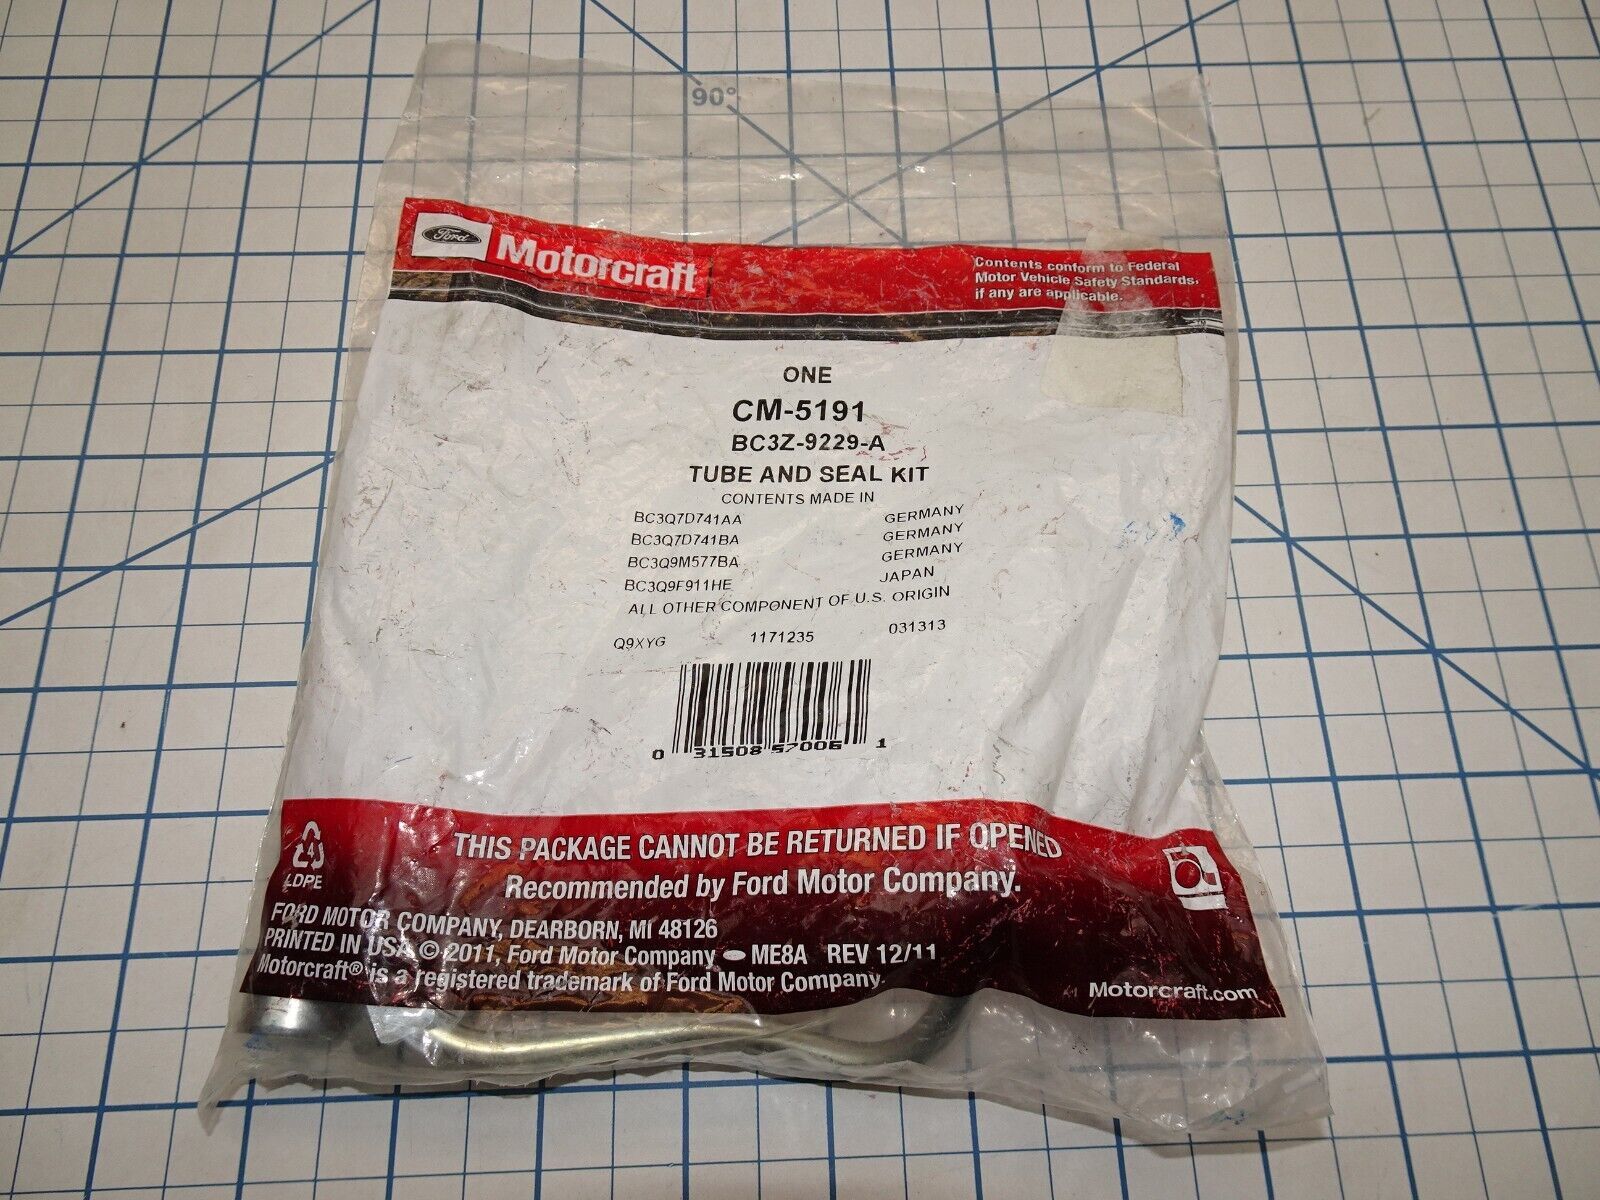 90°
Ford
Motorcraft
Contents conform to Federal
Motor Vehicle Safety Standards,
if any are applicable.
ONE
CM-5191
BC3Z-9229-A
TUBE AND SEAL KIT
CONTENTS MADE IN
BC3Q7D741AA GERMANY
BC3Q7D741BA GERMANY
BC3Q9M577BA GERMANY
BC3Q9F911HE JAPAN
ALL OTHER COMPONENT OF U.S. ORIGIN
Q9XYG 1171235 031313
0 31508 57006 1
THIS PACKAGE CANNOT BE RETURNED IF OPENED
Recommended by Ford Motor Company.
4
LDPE
FORD MOTOR COMPANY, DEARBORN, MI 48126
PRINTED IN USA © 2011, Ford Motor Company ME8A REV 12/11
Motorcraft® is a registered trademark of Ford Motor Company.
Motorcraft.com